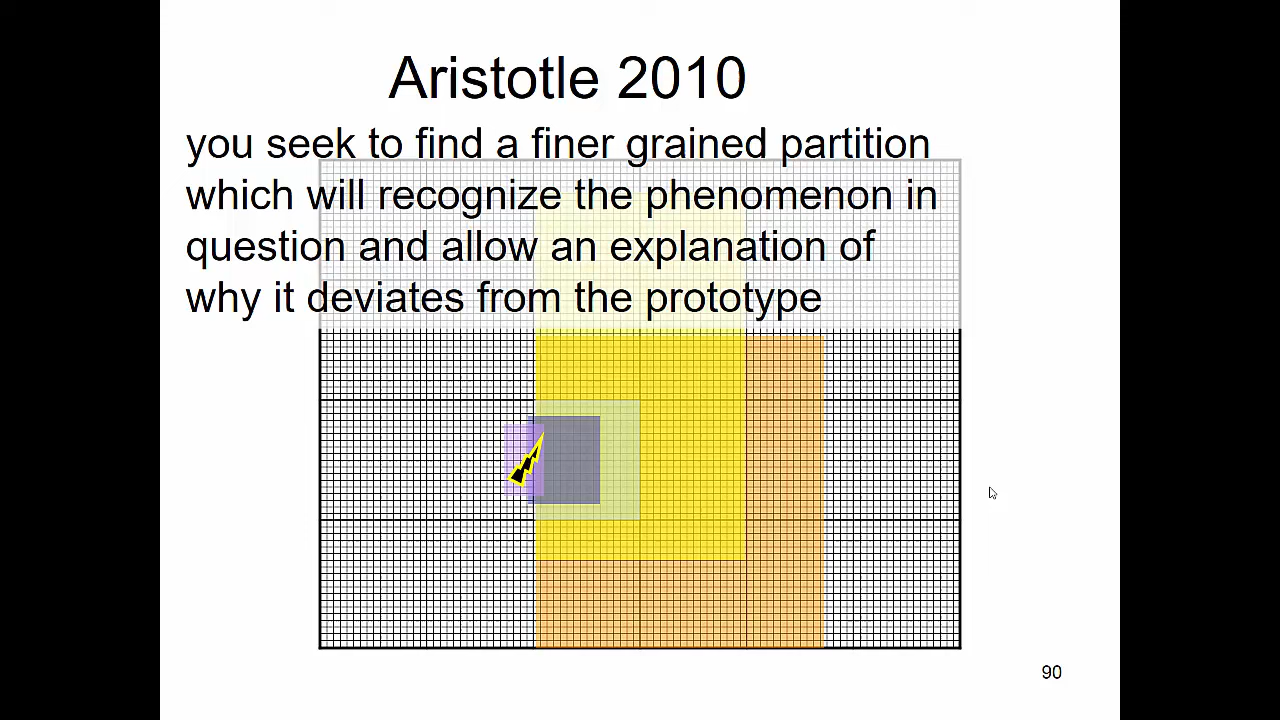 Aristotle 2010
you seek to find a finer grained partition
which will recognize the phenomenon in
question and allow an explanation of
why it deviates from the prototype
90